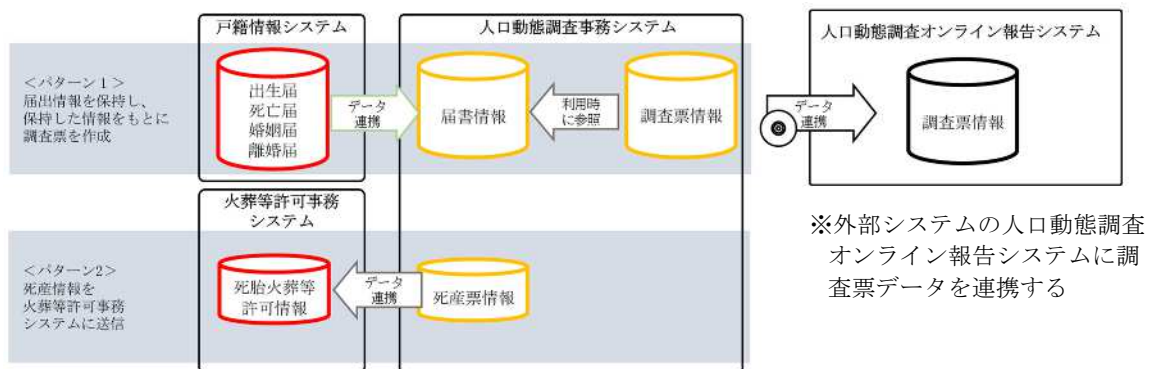 戸籍情報システム
人口動態調査事務システム
人口動態調査オンライン報告システム
＜パターン１＞
届出情報を保持し、
保持した情報をもとに
調査票を作成
出生届
死亡届
婚姻届
離婚届
データ
連携
届書情報
利用時
に参照
調査票情報
データ
連携
調査票情報
火葬等許可事務
システム
＜パターン2＞
死産情報を
火葬等許可事務
システムに送信
死胎火葬等
許可情報
データ
連携
死産票情報
※外部システムの人口動態調査
オンライン報告システムに調
査票データを連携する